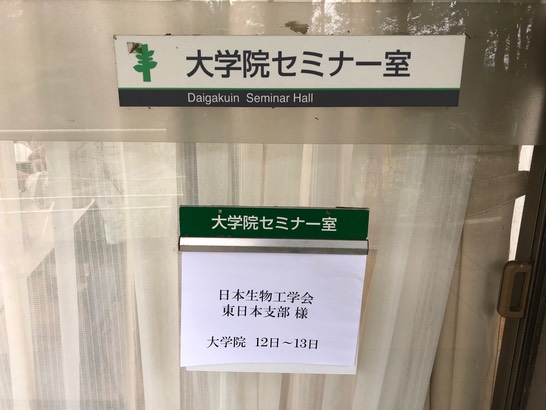 大学院セミナー室
Daigakuin Seminar Hall
大学院セミナー室
日本生物工学会
東日本支部 様
大学院 12日～13日